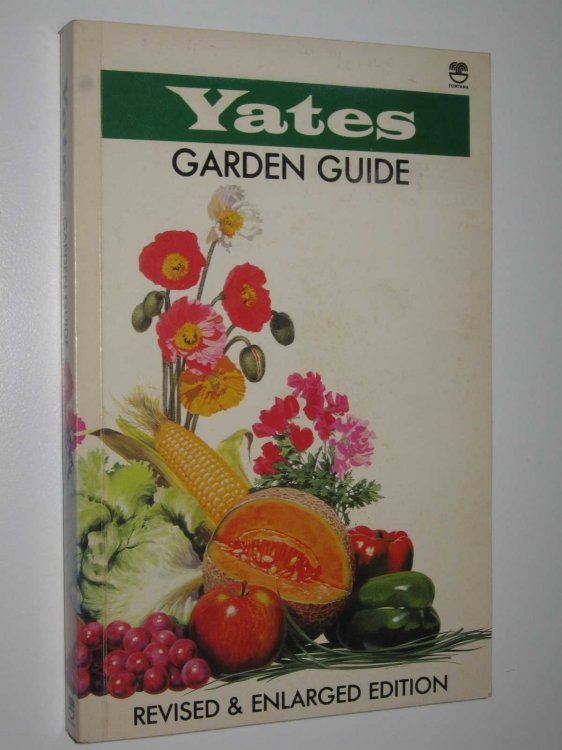 FONTANA
Yates
GARDEN GUIDE
REVISED & ENLARGED EDITION